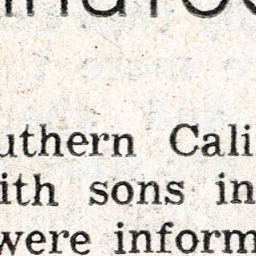 uthern Cali
ith sons in
were inform